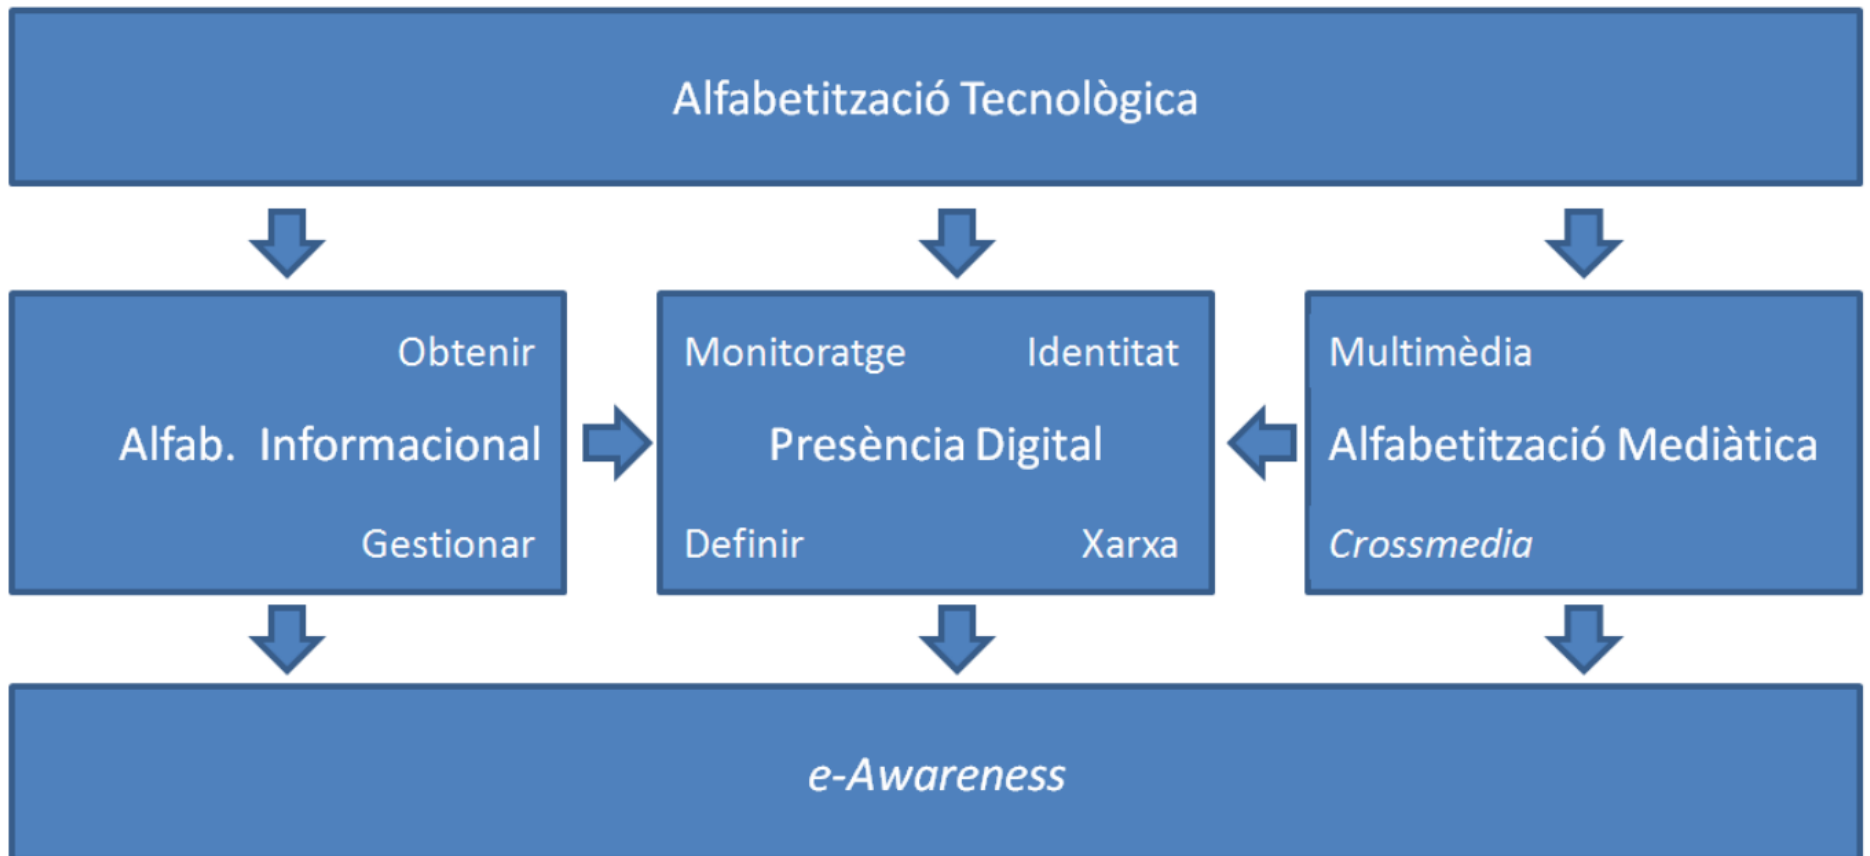 Alfabetització Tecnològica
Obtenir
Alfab. Informacional
Gestionar
Monitoratge Identitat
Presència Digital
Definir Xarxa
Multimèdia
Alfabetització Mediàtica
Crossmedia
e-Awareness